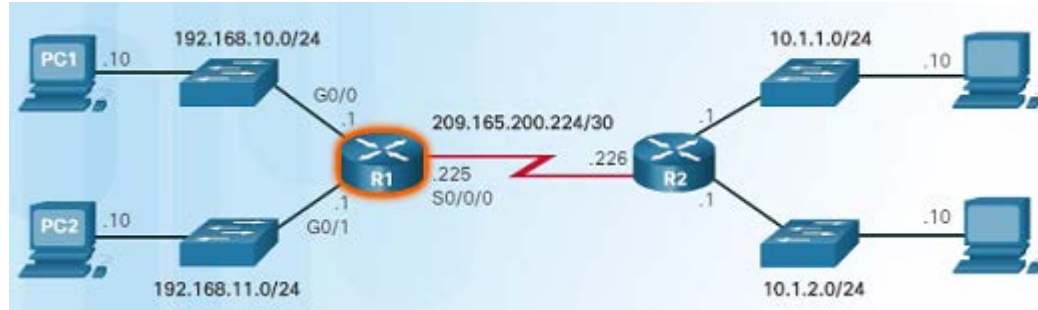 192.168.10.0/24
10.1.1.0/24
PC1
.10
.10
G0/0
.1
209.165.200.224/30
.1
R1
.225
S0/0/0
.226
R2
.1
G0/1
.1
PC2
.10
.10
192.168.11.0/24
10.1.2.0/24